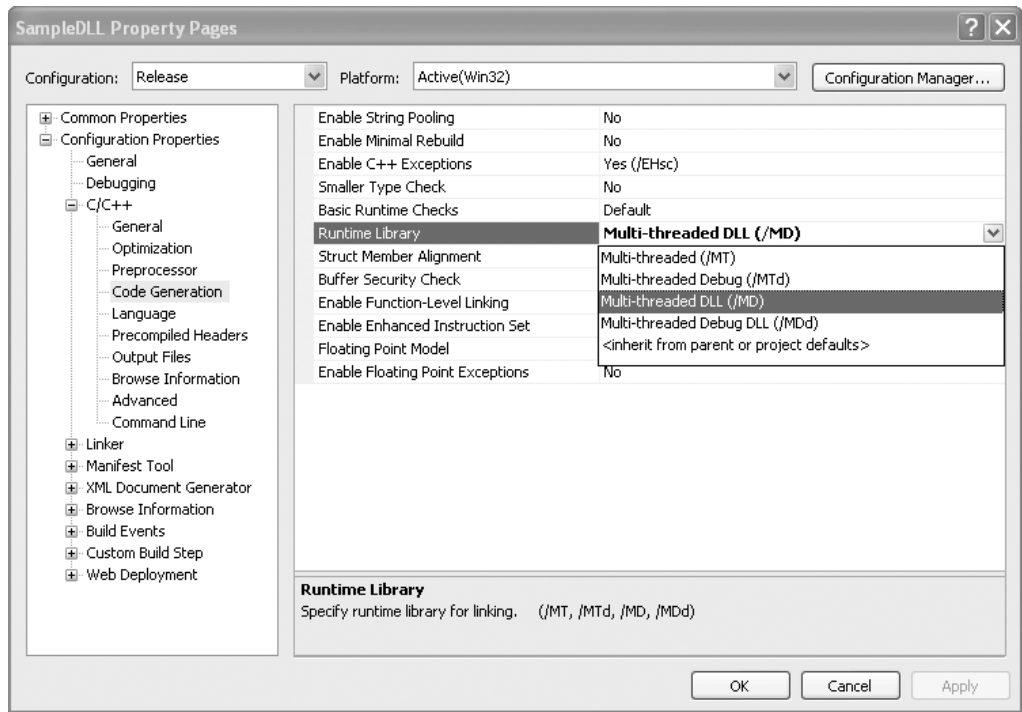 SampleDLL Property Pages
Configuration: Release Platform: Active(Win32) Configuration Manager...
Common Properties
Configuration Properties
General
Debugging
C/C++
General
Optimization
Preprocessor
Code Generation
Language
Precompiled Headers
Output Files
Browse Information
Advanced
Command Line
Linker
Manifest Tool
XML Document Generator
Browse Information
Build Events
Custom Build Step
Web Deployment
Enable String Pooling No
Enable Minimal Rebuild No
Enable C++ Exceptions Yes (/EHsc)
Smaller Type Check No
Basic Runtime Checks Default
Runtime Library Multi-threaded DLL (/MD)
Struct Member Alignment
Buffer Security Check
Enable Function-Level Linking
Enable Enhanced Instruction Set
Floating Point Model
Enable Floating Point Exceptions No
Multi-threaded (/MT)
Multi-threaded Debug (/MTd)
Multi-threaded DLL (/MD)
Multi-threaded Debug DLL (/MDd)
<inherit from parent or project defaults>
Runtime Library
Specify runtime library for linking. (/MT, /MTd, /MD, /MDd)
OK Cancel Apply